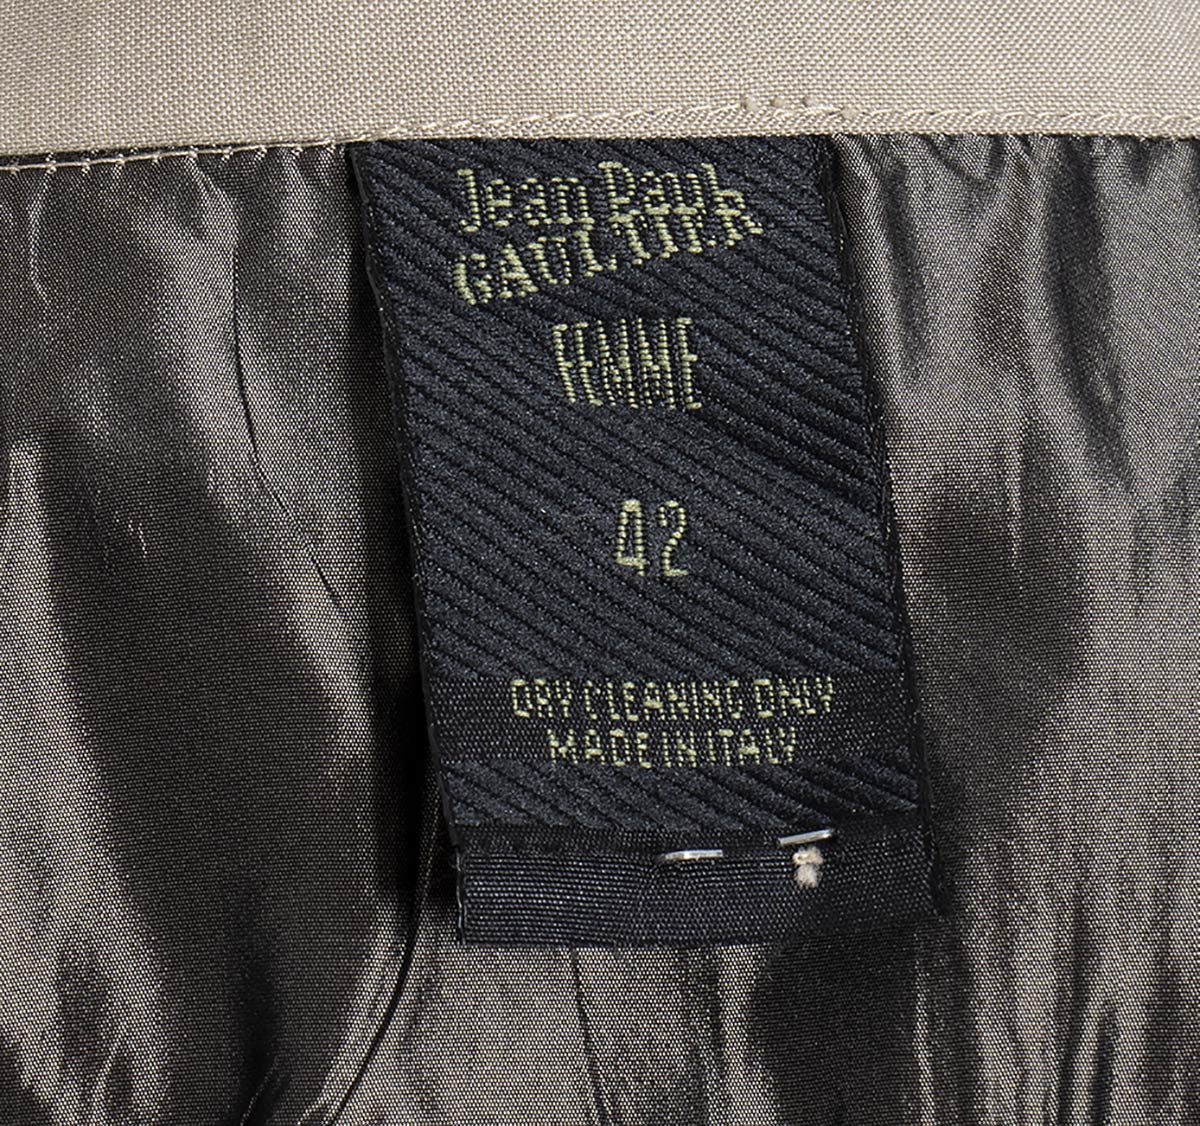 Jean Paul
GAULTIER
FEMME
42
DRY CLEANING ONLY
MADE IN ITALY